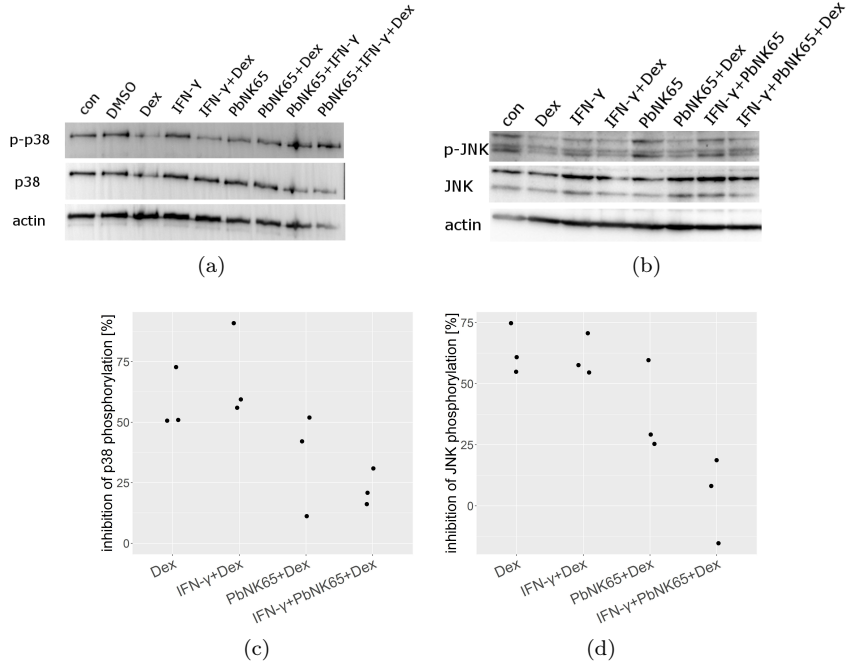 con
DMSO
Dex
IFN-γ
IFN-γ+Dex
PbNK65
PbNK65+Dex
PbNK65+IFN-γ
PbNK65+IFN-γ+Dex
p-p38
p38
actin
(a)
con
Dex
IFN-γ
IFN-γ+Dex
PbNK65
PbNK65+Dex
IFN-γ+PbNK65
IFN-γ+PbNK65+Dex
p-JNK
JNK
actin
(b)
inhibition of p38 phosphorylation [%]
75
50
25
0
Dex
IFN-γ+Dex
PbNK65+Dex
IFN-γ+PbNK65+Dex
(c)
inhibition of JNK phosphorylation [%]
75
50
25
0
Dex
IFN-γ+Dex
PbNK65+Dex
IFN-γ+PbNK65+Dex
(d)